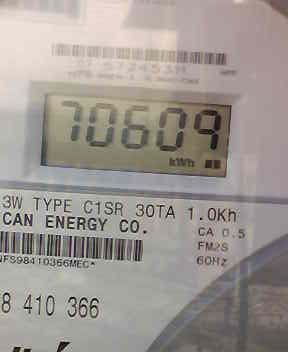 70609
kWh
3W TYPE C1SR 30TA 1.0Kh
CAN ENERGY CO.
CA 0.5
FM2S
60Hz
NFS98410366MEC*
8 410 366